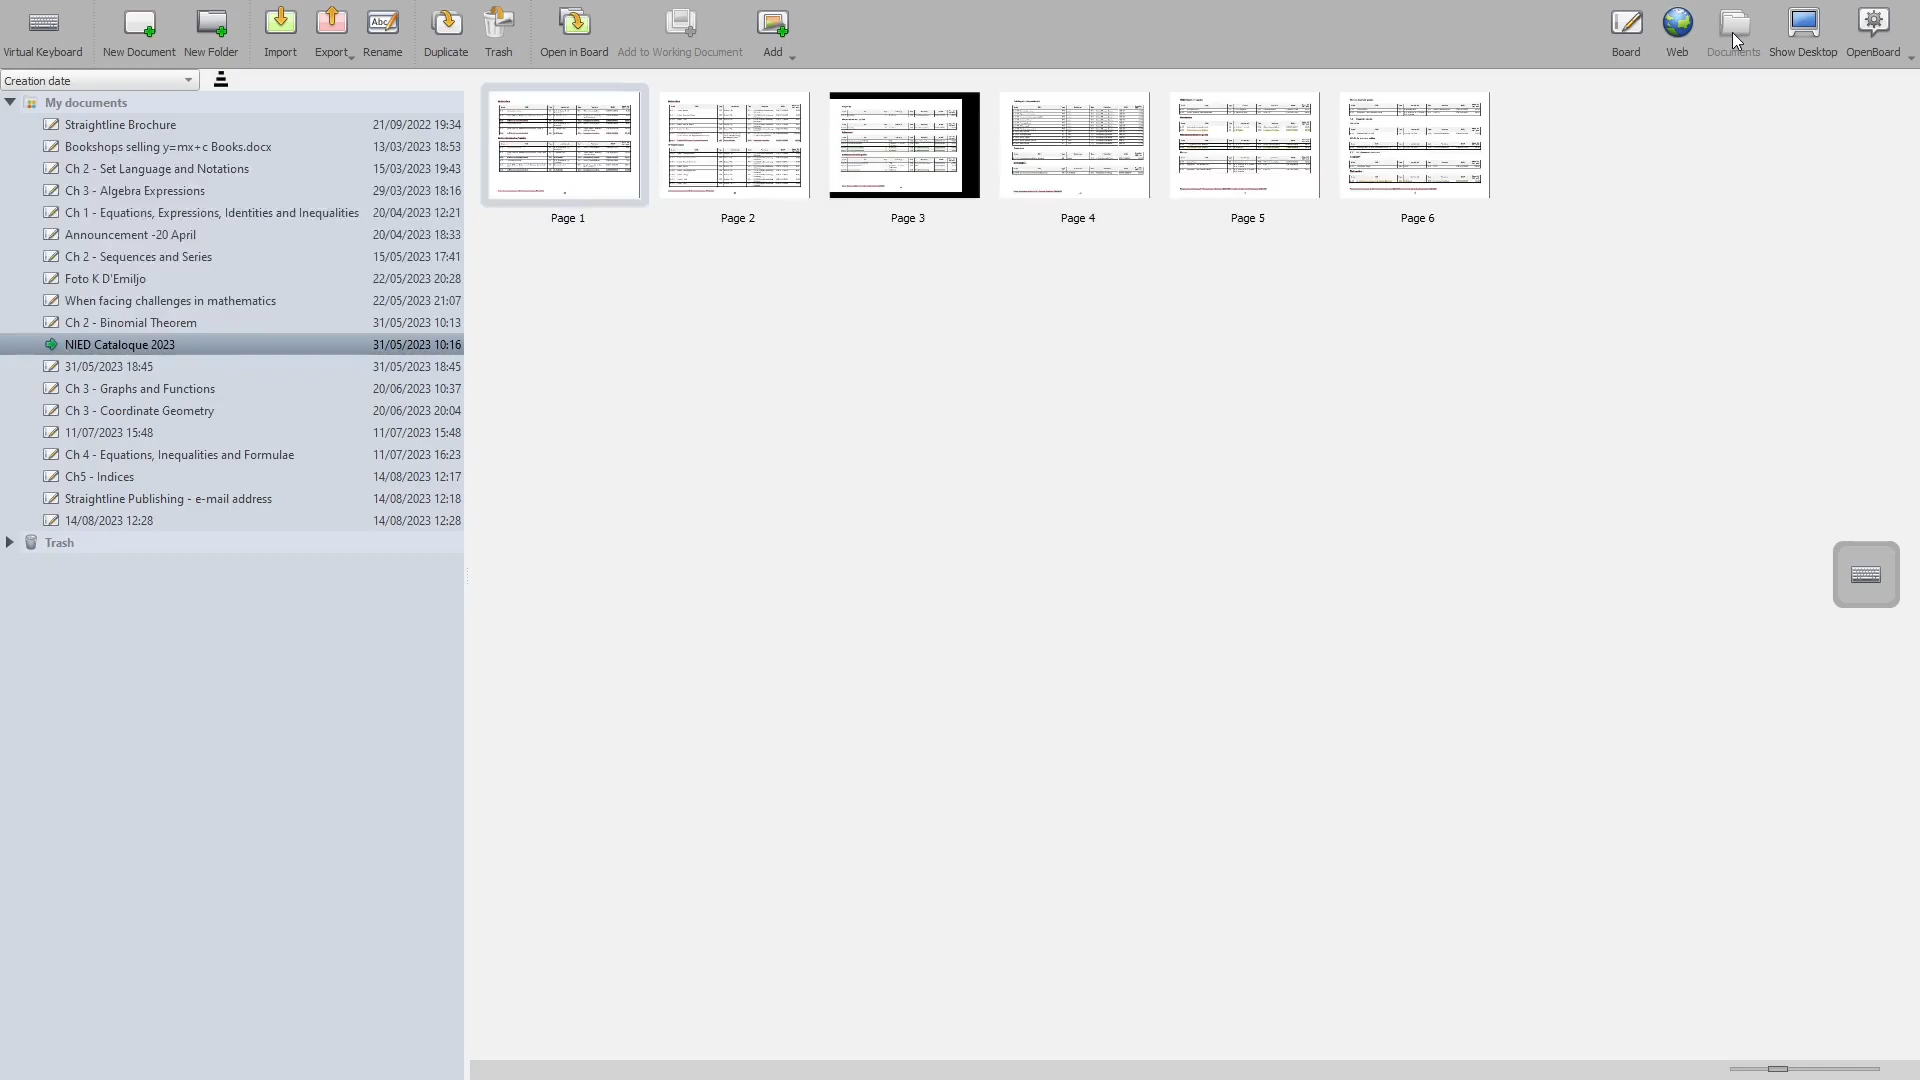 Virtual Keyboard
New Document
New Folder
Import
Export
Rename
Duplicate
Trash
Open in Board
Add to Working Document
Add
Board
Web
Documents
Show Desktop
OpenBoard
Creation date
My documents
Straightline Brochure 21/09/2022 19:34
Bookshops selling y=mx+c Books.docx 13/03/2023 18:53
Ch 2 - Set Language and Notations 15/03/2023 19:43
Ch 3 - Algebra Expressions 29/03/2023 18:16
Ch 1 - Equations, Expressions, Identities and Inequalities 20/04/2023 12:21
Announcement -20 April 20/04/2023 18:33
Ch 2 - Sequences and Series 15/05/2023 17:41
Foto K D'Emiljo 22/05/2023 20:28
When facing challenges in mathematics 22/05/2023 21:07
Ch 2 - Binomial Theorem 31/05/2023 10:13
NIED Cataloque 2023 31/05/2023 10:16
31/05/2023 18:45 31/05/2023 18:45
Ch 3 - Graphs and Functions 20/06/2023 10:37
Ch 3 - Coordinate Geometry 20/06/2023 20:04
11/07/2023 15:48 11/07/2023 15:48
Ch 4 - Equations, Inequalities and Formulae 11/07/2023 16:23
Ch5 - Indices 14/08/2023 12:17
Straightline Publishing - e-mail address 14/08/2023 12:18
14/08/2023 12:28 14/08/2023 12:28
Trash
Page 1
Page 2
Page 3
Page 4
Page 5
Page 6